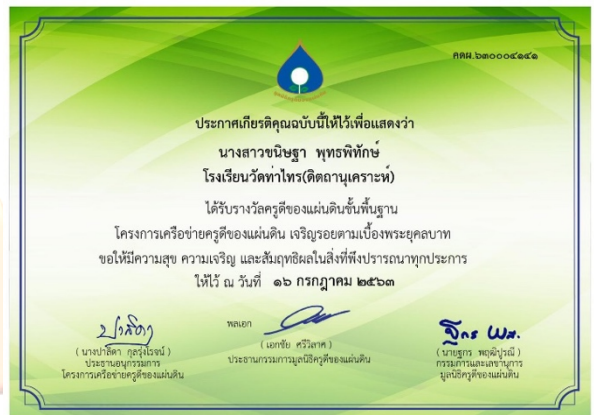 คดผ.๖๓๐๐๐๔๑๔๑
ประกาศเกียรติคุณฉบับนี้ให้ไว้เพื่อแสดงว่า
นางสาวขนิษฐา พุทธพิทักษ์
โรงเรียนวัดท่าไทร(ดิตถานุเคราะห์)
ได้รับรางวัลครูดีของแผ่นดินขั้นพื้นฐาน
โครงการเครือข่ายครูดีของแผ่นดิน เจริญรอยตามเบื้องพระยุคลบาท
ขอให้มีความสุข ความเจริญ และสัมฤทธิผลในสิ่งที่พึงปรารถนาทุกประการ
ให้ไว้ ณ วันที่ ๑๖ กรกฎาคม ๒๕๖๓
( นางปาลิดา กุลรุ่งโรจน์ )
ประธานอนุกรรมการ
โครงการเครือข่ายครูดีของแผ่นดิน
พลเอก
( เอกชัย ศรีวิลาศ )
ประธานกรรมการมูลนิธิครูดีของแผ่นดิน
( นายฐกร พฤฒิปูรณี )
กรรมการและเลขานุการ
มูลนิธิครูดีของแผ่นดิน